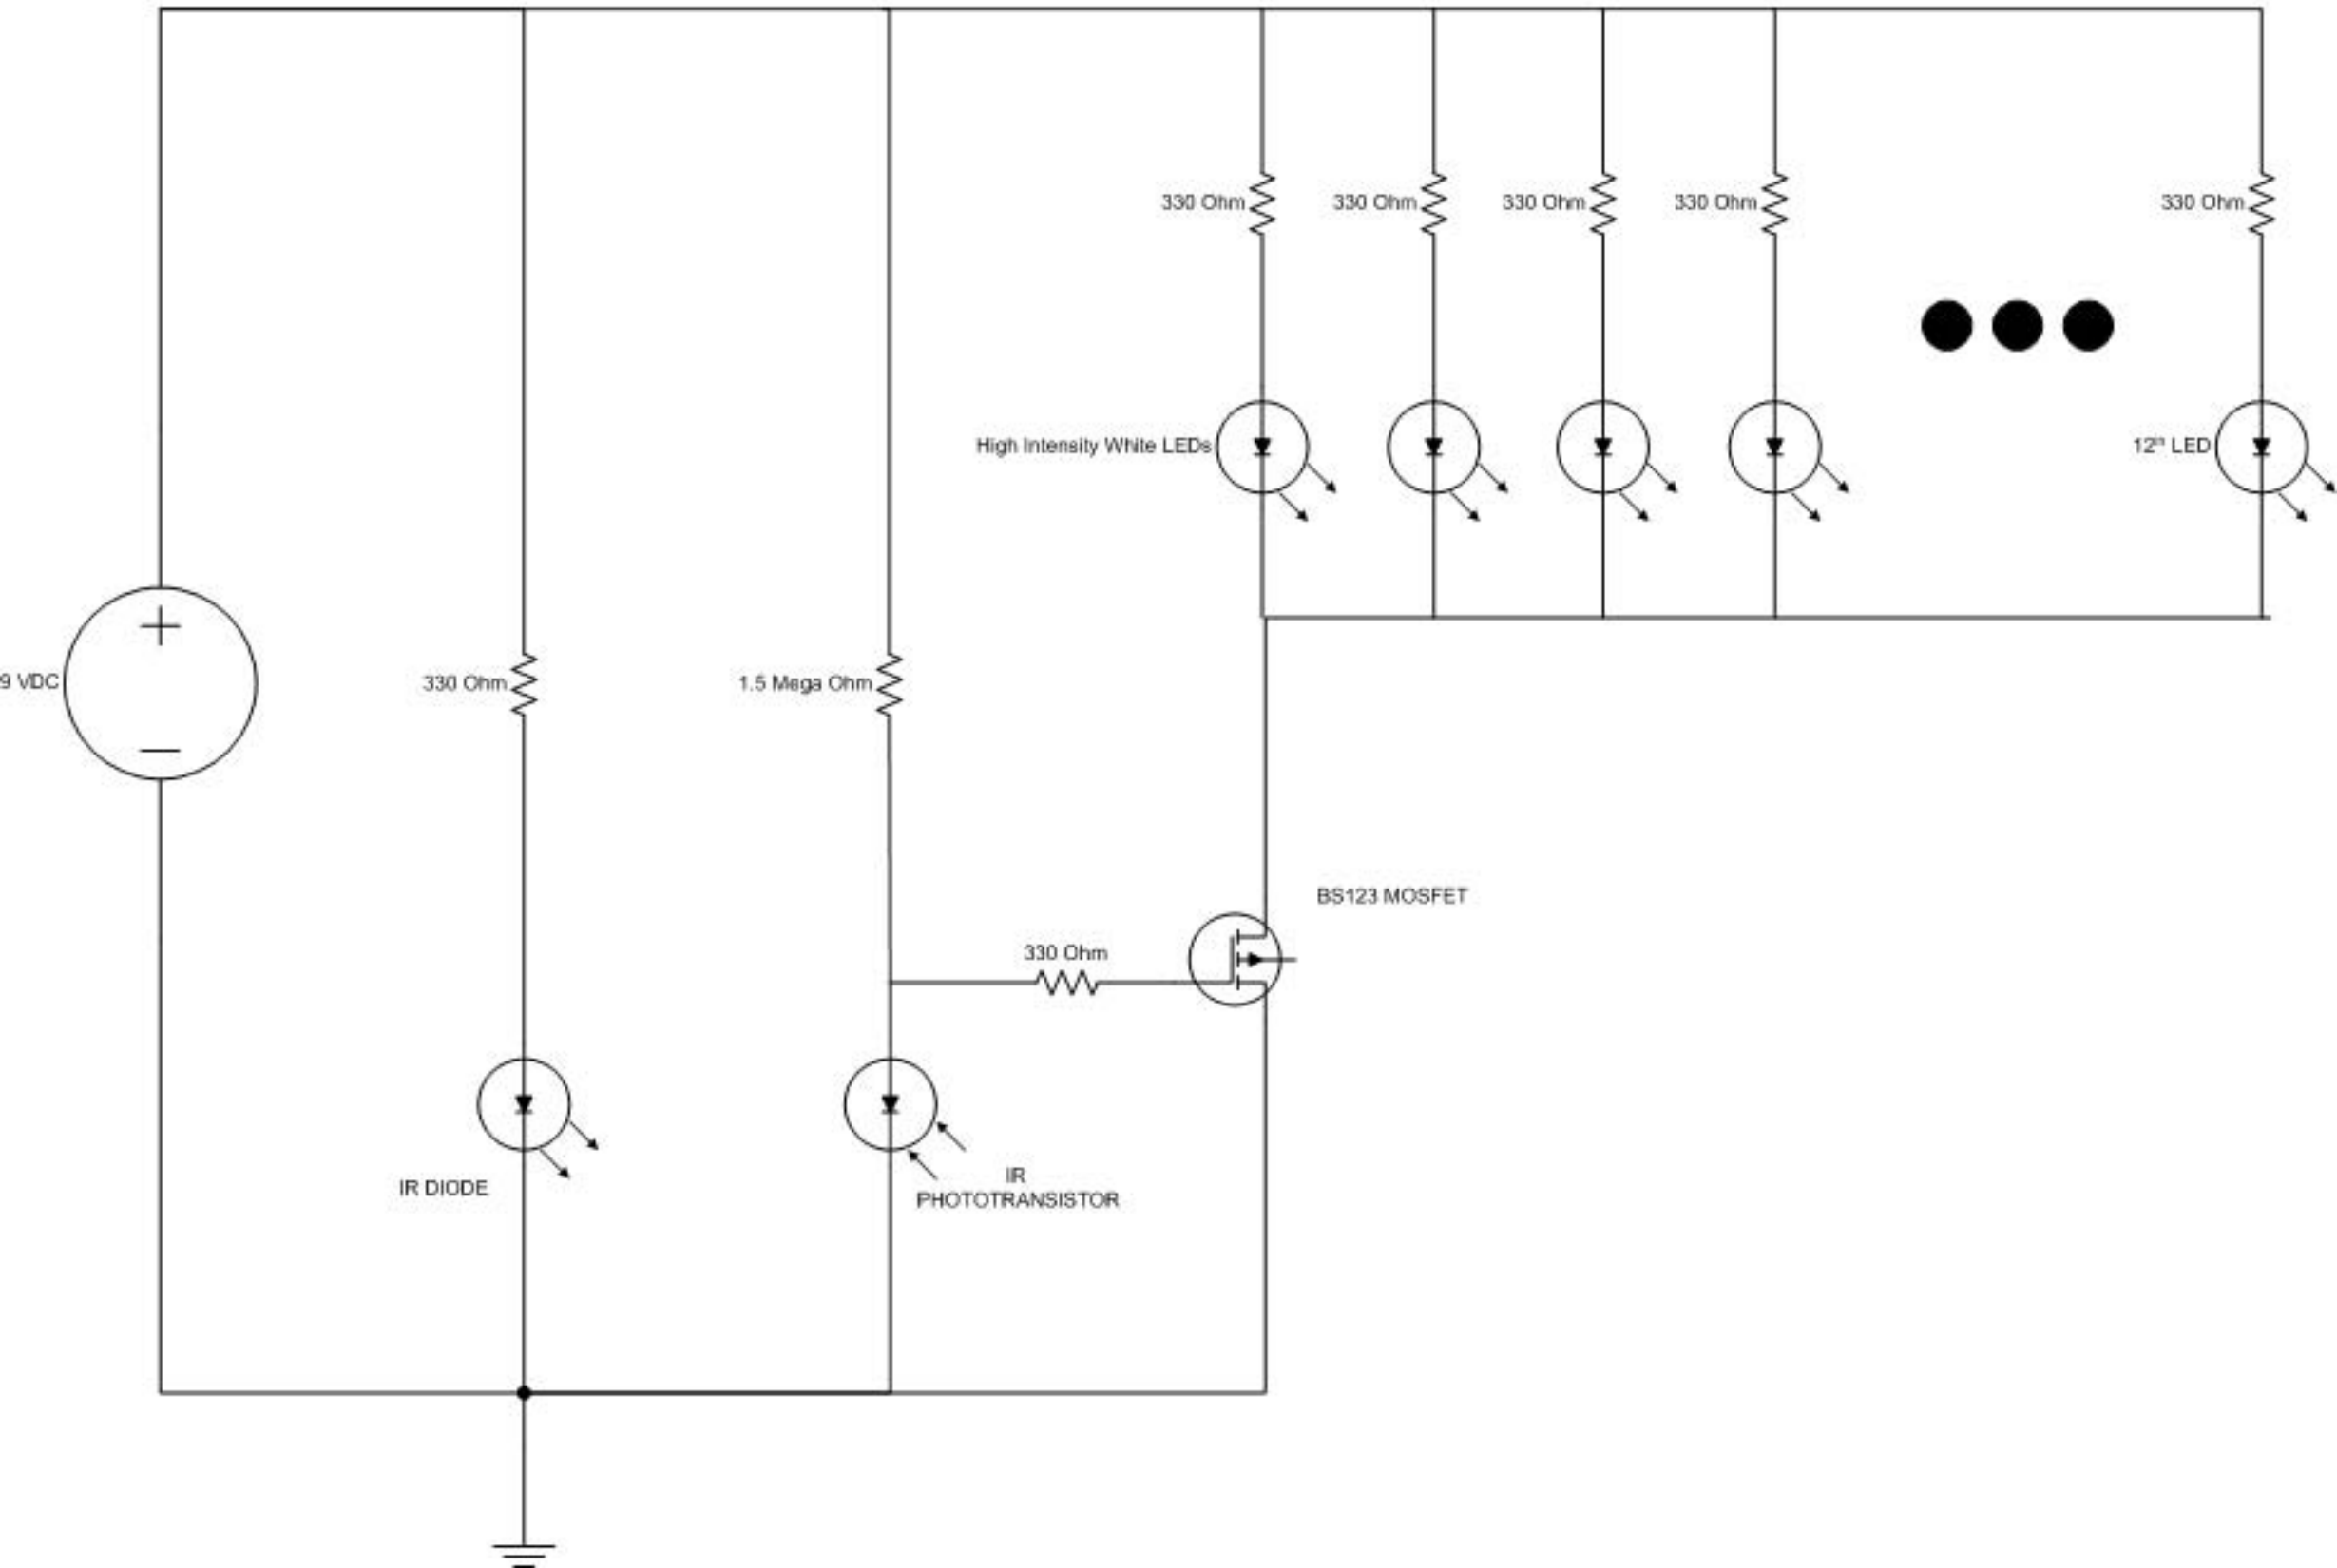 330 Ohm
330 Ohm
330 Ohm
330 Ohm
330 Ohm
High Intensity White LEDs
12th LED
9 VDC
330 Ohm
1.5 Mega Ohm
BS123 MOSFET
330 Ohm
IR DIODE
IR
PHOTOTRANSISTOR